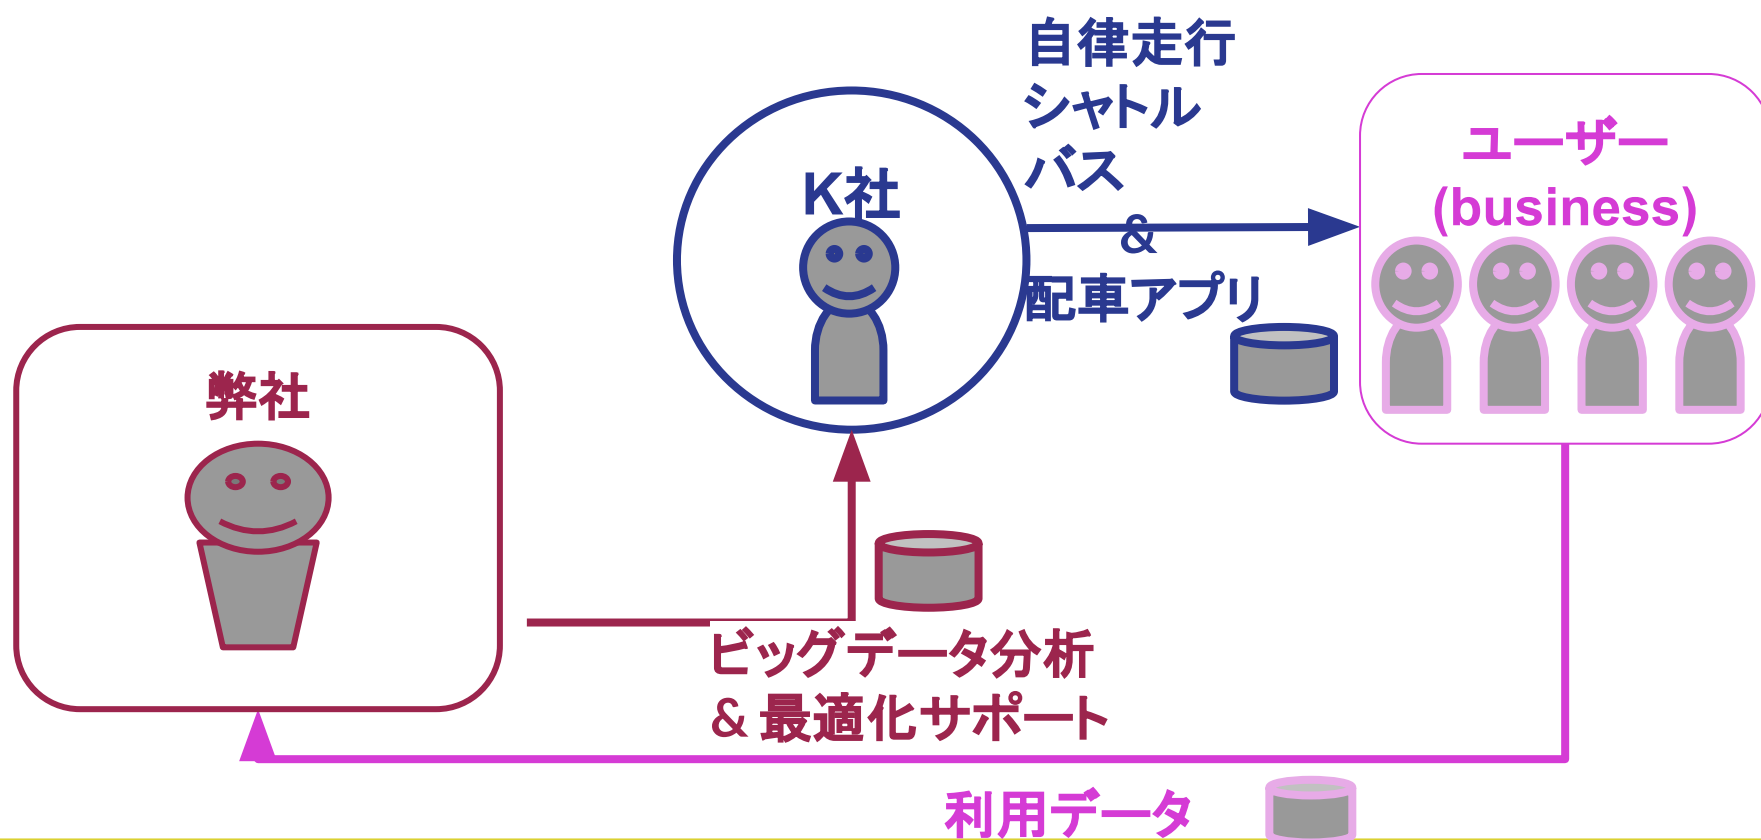 自律走行
シャトル
バス
&
配車アプリ
K社
ユーザー
(business)
弊社
ビッグデータ分析
& 最適化サポート
利用データ